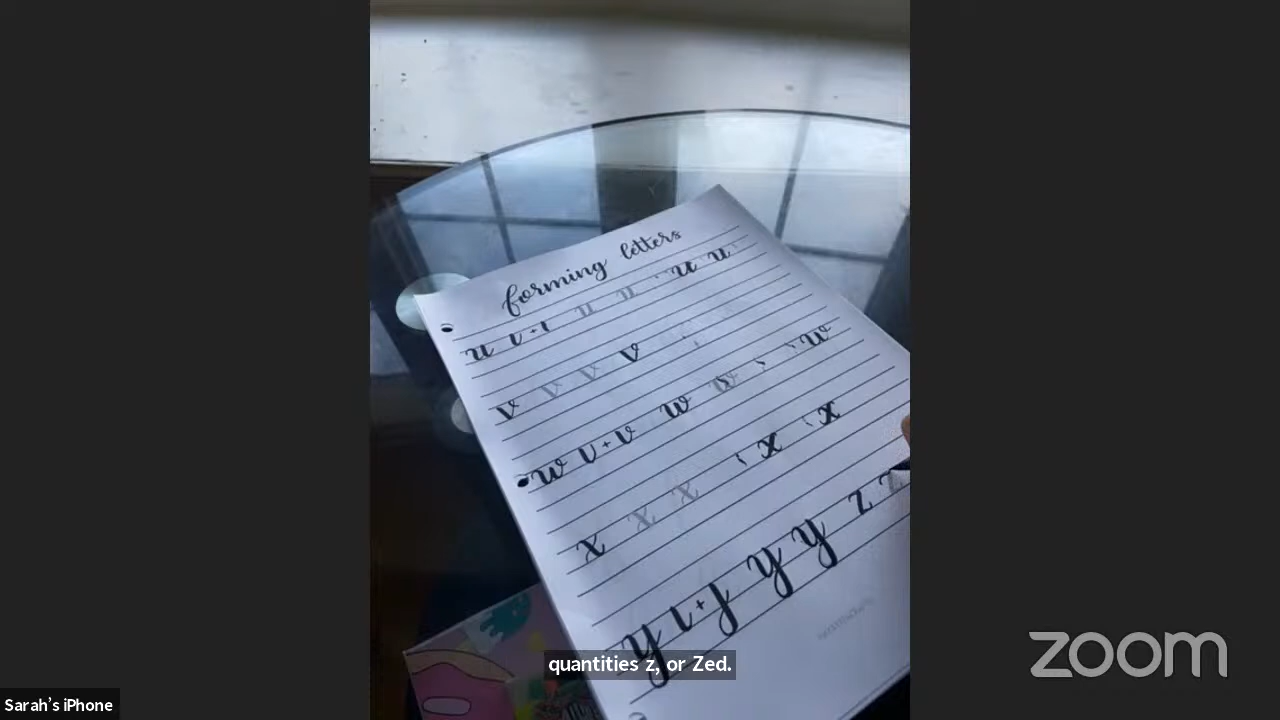 forming letters
u ı + ı u u u u
v v v v
w v + v w w w
x x x x x
y ı + j y y z z
quantities z, or Zed.
Sarah's iPhone
zoom